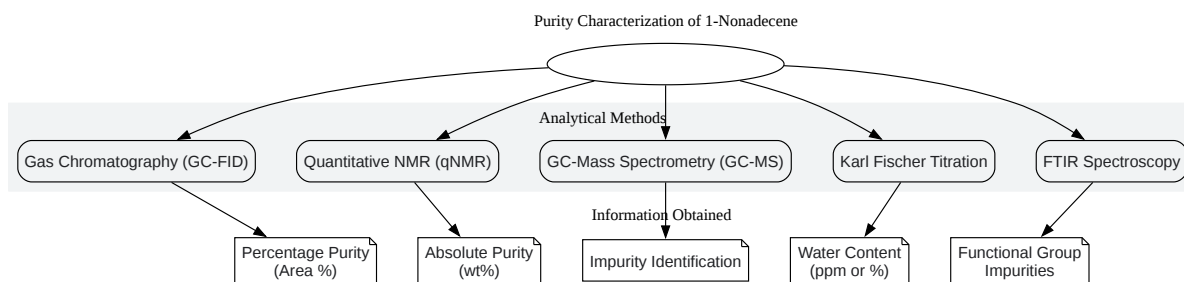 Purity Characterization of 1-Nonadecene
Analytical Methods
Gas Chromatography (GC-FID)
Quantitative NMR (qNMR)
GC-Mass Spectrometry (GC-MS)
Karl Fischer Titration
FTIR Spectroscopy
Information Obtained
Percentage Purity
(Area %)
Absolute Purity
(wt%)
Impurity Identification
Water Content
(ppm or %)
Functional Group
Impurities